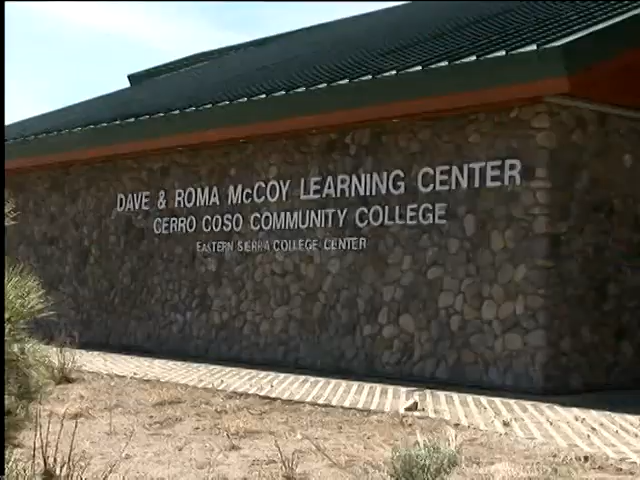 DAVE & ROMA McCOY LEARNING CENTER
CERRO COSO COMMUNITY COLLEGE
EASTERN SIERRA COLLEGE CENTER